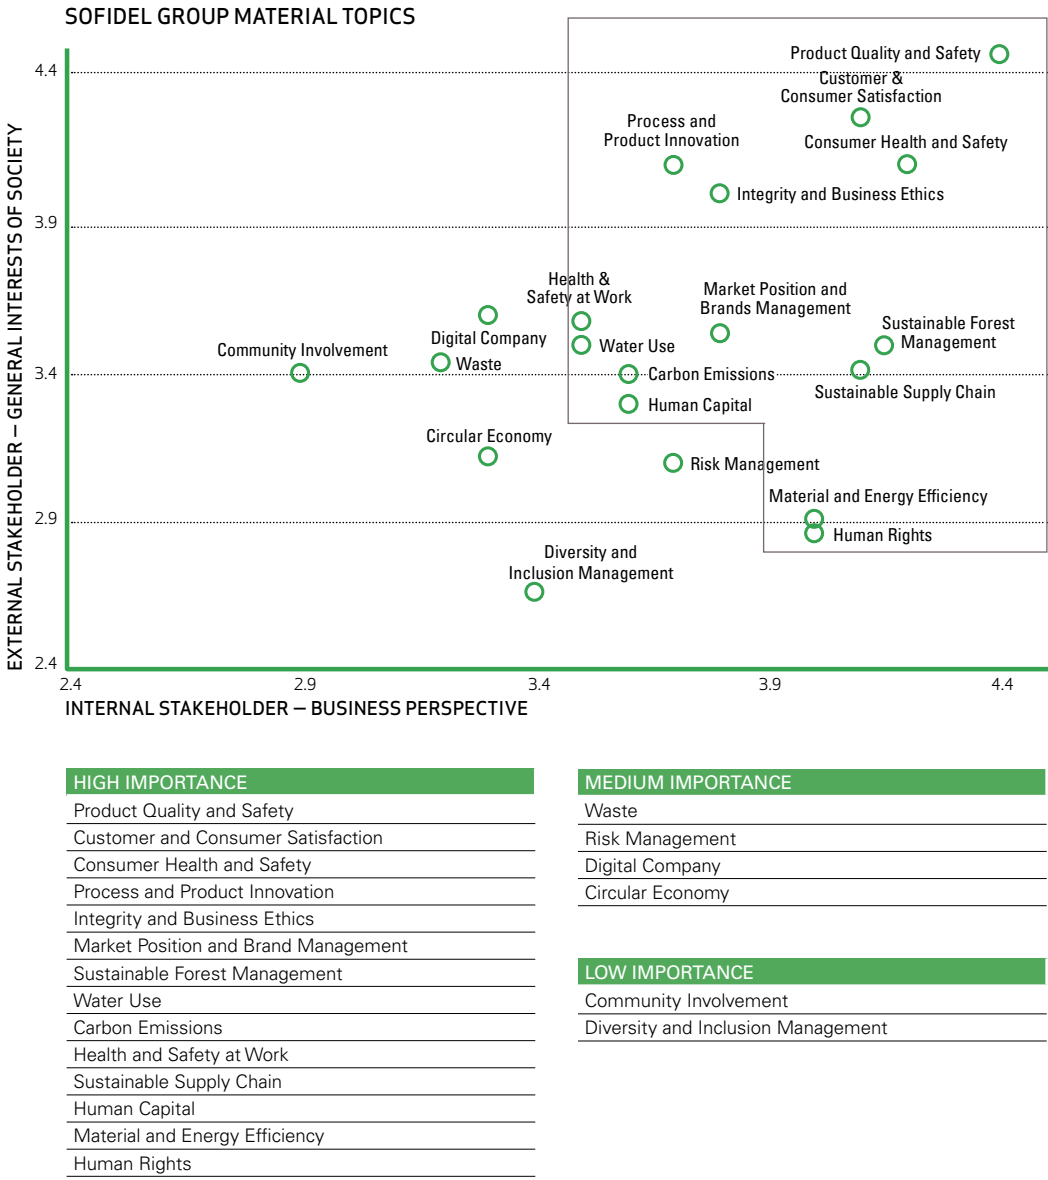 SOFIDEL GROUP MATERIAL TOPICS
EXTERNAL STAKEHOLDER – GENERAL INTERESTS OF SOCIETY
4.4
3.9
3.4
2.9
2.4
Product Quality and Safety
Customer &
Consumer Satisfaction
Process and
Product Innovation
Consumer Health and Safety
Integrity and Business Ethics
Health &
Safety at Work
Market Position and
Brands Management
Sustainable Forest
Management
Digital Company
Water Use
Community Involvement
Waste
Carbon Emissions
Sustainable Supply Chain
Human Capital
Circular Economy
Risk Management
Material and Energy Efficiency
Human Rights
Diversity and
Inclusion Management
2.4
2.9
3.4
3.9
4.4
INTERNAL STAKEHOLDER – BUSINESS PERSPECTIVE
HIGH IMPORTANCE
Product Quality and Safety
Customer and Consumer Satisfaction
Consumer Health and Safety
Process and Product Innovation
Integrity and Business Ethics
Market Position and Brand Management
Sustainable Forest Management
Water Use
Carbon Emissions
Health and Safety at Work
Sustainable Supply Chain
Human Capital
Material and Energy Efficiency
Human Rights
MEDIUM IMPORTANCE
Waste
Risk Management
Digital Company
Circular Economy
LOW IMPORTANCE
Community Involvement
Diversity and Inclusion Management